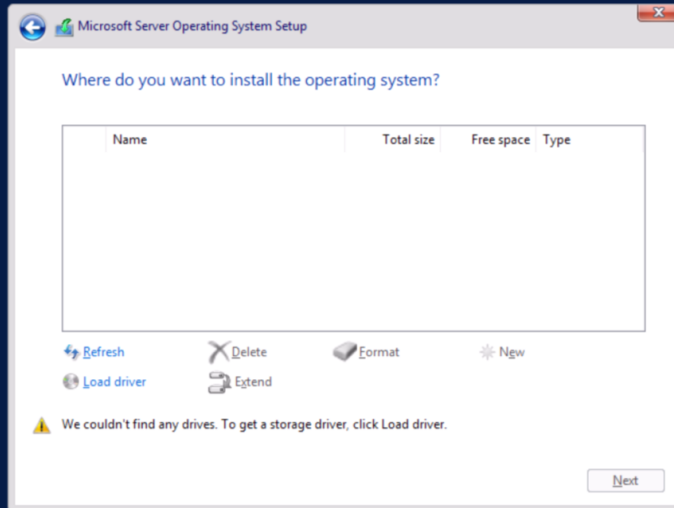 Microsoft Server Operating System Setup
Where do you want to install the operating system?
Name Total size Free space Type
Refresh Delete Format New
Load driver Extend
We couldn't find any drives. To get a storage driver, click Load driver.
Next